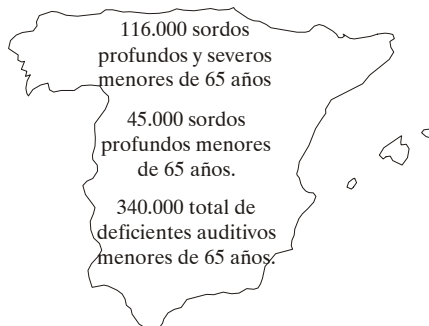 116.000 sordos
profundos y severos
menores de 65 años
45.000 sordos
profundos menores
de 65 años.
340.000 total de
deficientes auditivos
menores de 65 años.